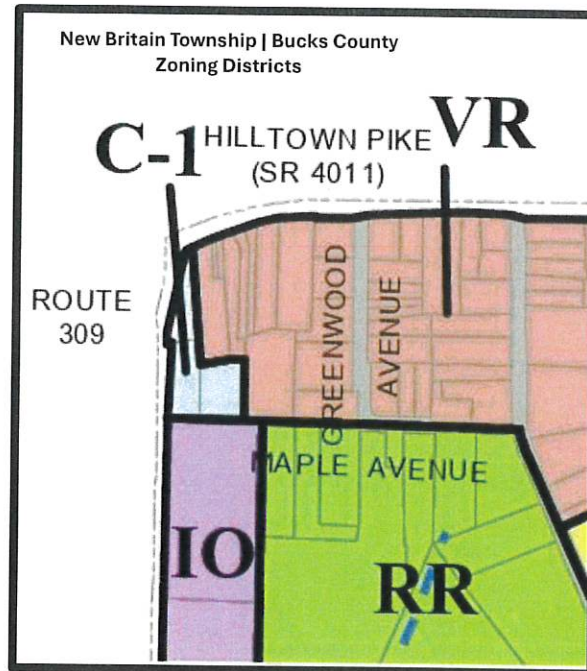 New Britain Township | Bucks County
Zoning Districts
C-1
HILLTOWN PIKE
(SR 4011)
VR
ROUTE
309
GREENWOOD
AVENUE
MAPLE AVENUE
IO
RR